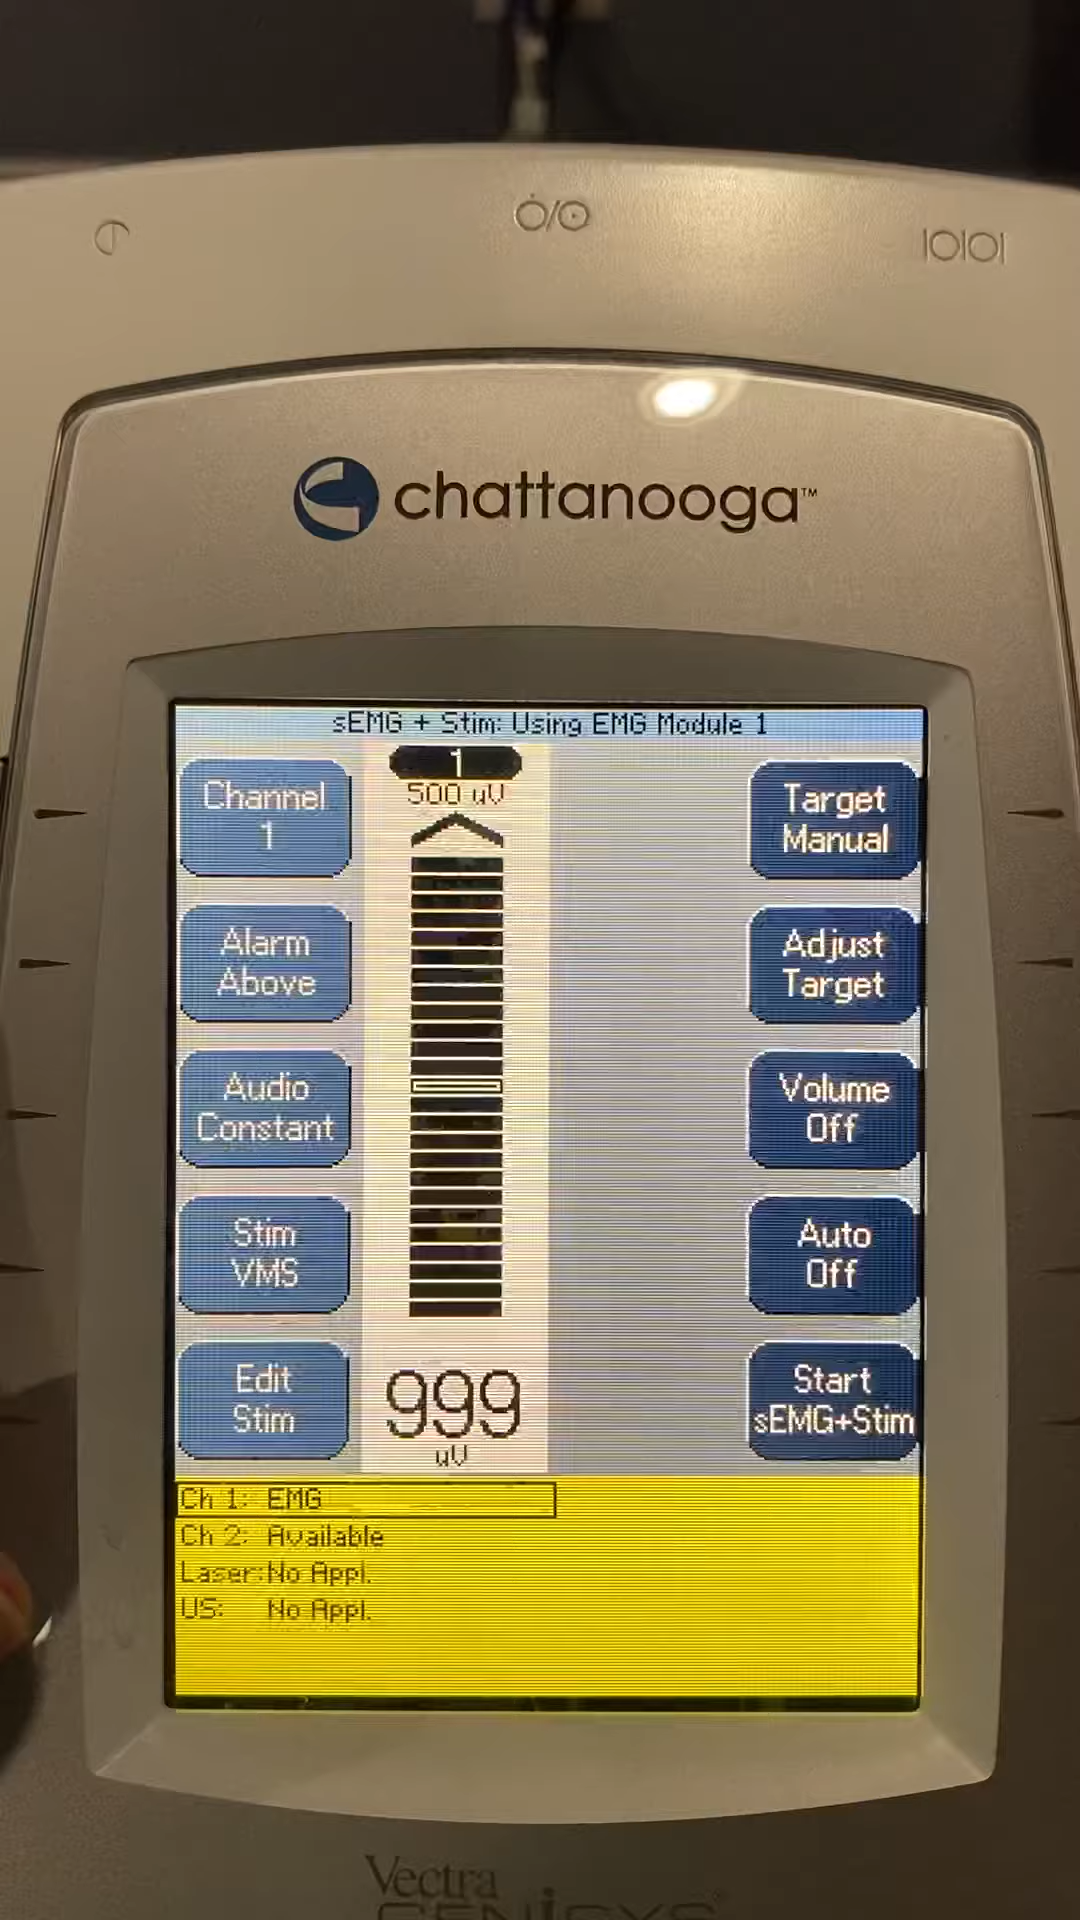 chattanooga™
sEMG + Stim: Using EMG Module 1
1
500 uV
Channel
1
Target
Manual
Alarm
Above
Adjust
Target
Audio
Constant
Volume
Off
Stim
VMS
Auto
Off
Edit
Stim
Start
sEMG+Stim
999
uV
Ch 1: EMG
Ch 2: Available
Laser: No Appl.
US: No Appl.
Vectra
GENiSYS